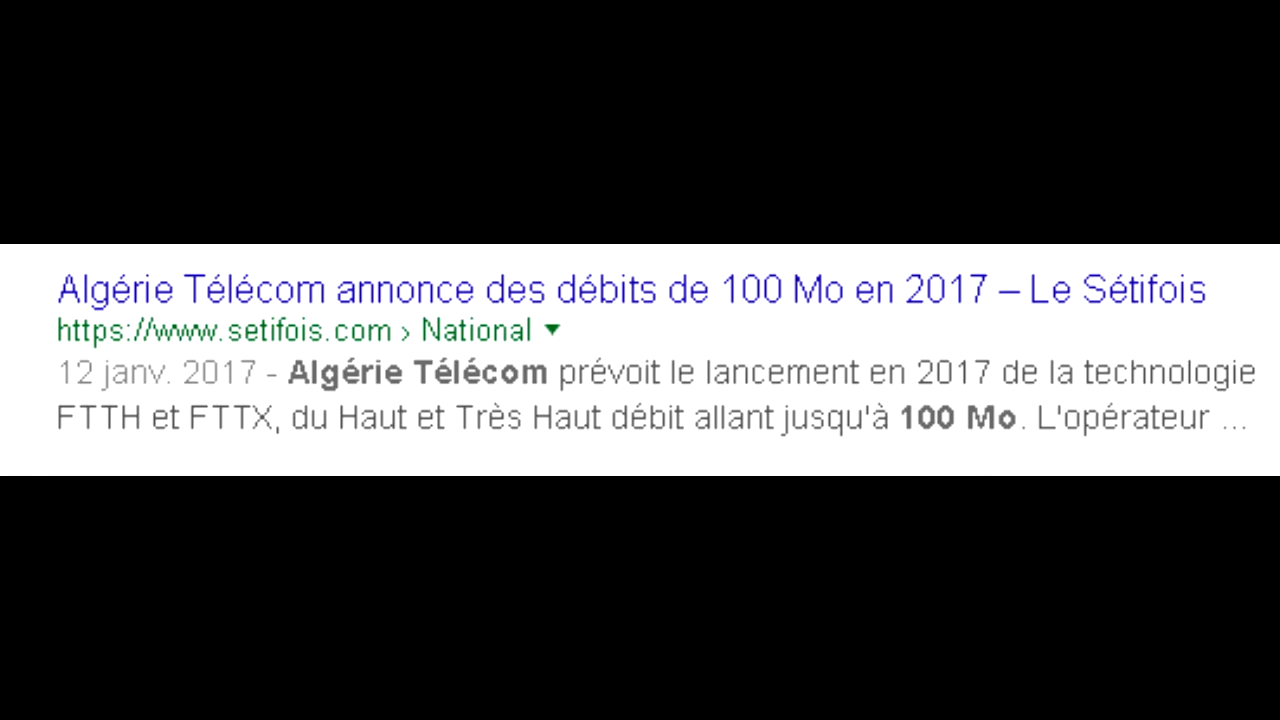 Algérie Télécom annonce des débits de 100 Mo en 2017 – Le Sétifois
https://www.setifois.com › National ▼
12 janv. 2017 - Algérie Télécom prévoit le lancement en 2017 de la technologie
FTTH et FTTX, du Haut et Très Haut débit allant jusqu'à 100 Mo. L'opérateur ...